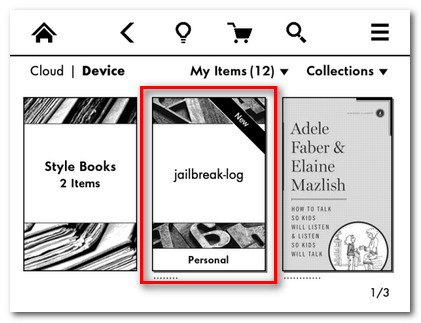 Cloud | Device
My Items (12) ▼
Collections ▼
Style Books
2 Items
New
jailbreak-log
Personal
Adele
Faber &
Elaine
Mazlish
HOW TO TALK
SO KIDS
WILL LISTEN
& LISTEN
SO KIDS
WILL TALK
1/3